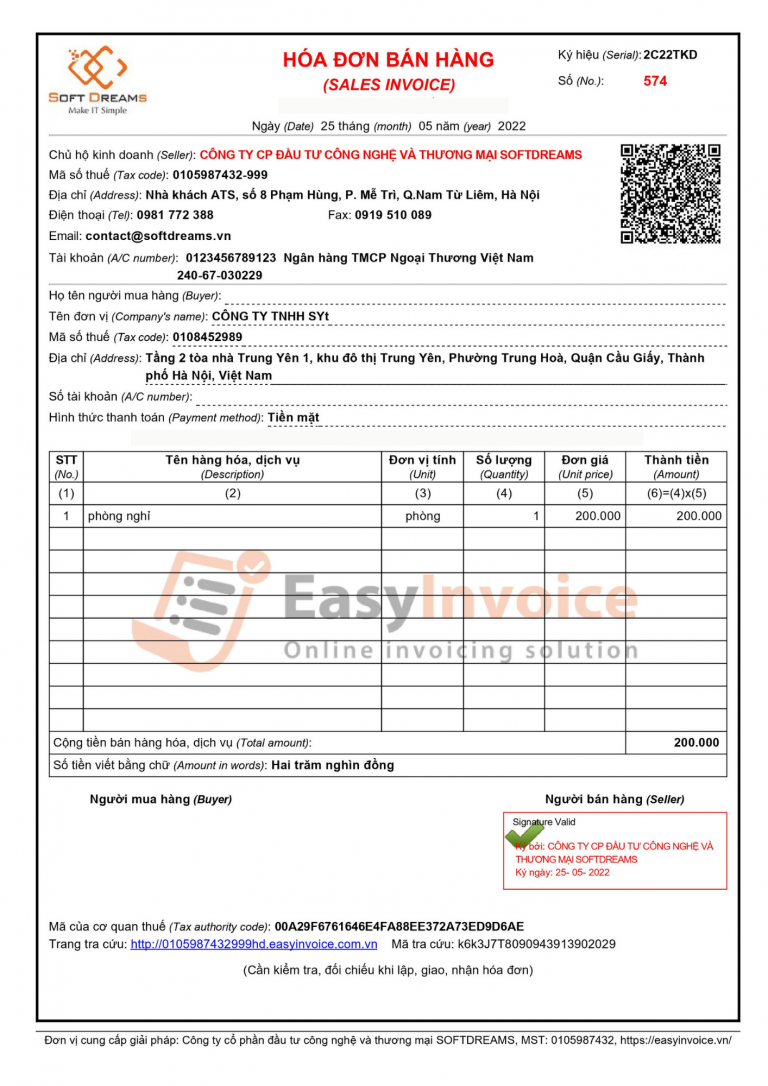 SOFT DREAMS
Make IT Simple
HÓA ĐƠN BÁN HÀNG
(SALES INVOICE)
Ký hiệu (Serial): 2C22TKD
Số (No.): 574
Ngày (Date) 25 tháng (month) 05 năm (year) 2022
Chủ hộ kinh doanh (Seller): CÔNG TY CP ĐẦU TƯ CÔNG NGHỆ VÀ THƯƠNG MẠI SOFTDREAMS
Mã số thuế (Tax code): 0105987432-999
Địa chỉ (Address): Nhà khách ATS, số 8 Phạm Hùng, P. Mễ Trì, Q.Nam Từ Liêm, Hà Nội
Điện thoại (Tel): 0981 772 388 Fax: 0919 510 089
Email: contact@softdreams.vn
Tài khoản (A/C number): 0123456789123 Ngân hàng TMCP Ngoại Thương Việt Nam
240-67-030229
Họ tên người mua hàng (Buyer):
Tên đơn vị (Company's name): CÔNG TY TNHH SYt
Mã số thuế (Tax code): 0108452989
Địa chỉ (Address): Tầng 2 tòa nhà Trung Yên 1, khu đô thị Trung Yên, Phường Trung Hoà, Quận Cầu Giấy, Thành
phố Hà Nội, Việt Nam
Số tài khoản (A/C number):
Hình thức thanh toán (Payment method): Tiền mặt
STT Tên hàng hóa, dịch vụ Đơn vị tính Số lượng Đơn giá Thành tiền
(No.) (Description) (Unit) (Quantity) (Unit price) (Amount)
(1) (2) (3) (4) (5) (6)=(4)x(5)
1 phòng nghỉ phòng 1 200.000 200.000
EasyInvoice
Online invoicing solution
Cộng tiền bán hàng hóa, dịch vụ (Total amount): 200.000
Số tiền viết bằng chữ (Amount in words): Hai trăm nghìn đồng
Người mua hàng (Buyer) Người bán hàng (Seller)
Signature Valid
Ký bởi: CÔNG TY CP ĐẦU TƯ CÔNG NGHỆ VÀ
THƯƠNG MẠI SOFTDREAMS
Ký ngày: 25- 05- 2022
Mã của cơ quan thuế (Tax authority code): 00A29F6761646E4FA88EE372A73ED9D6AE
Trang tra cứu: http://0105987432999hd.easyinvoice.com.vn Mã tra cứu: k6k3J7T8090943913902029
(Cần kiểm tra, đối chiếu khi lập, giao, nhận hóa đơn)
Đơn vị cung cấp giải pháp: Công ty cổ phần đầu tư công nghệ và thương mại SOFTDREAMS, MST: 0105987432, https://easyinvoice.vn/